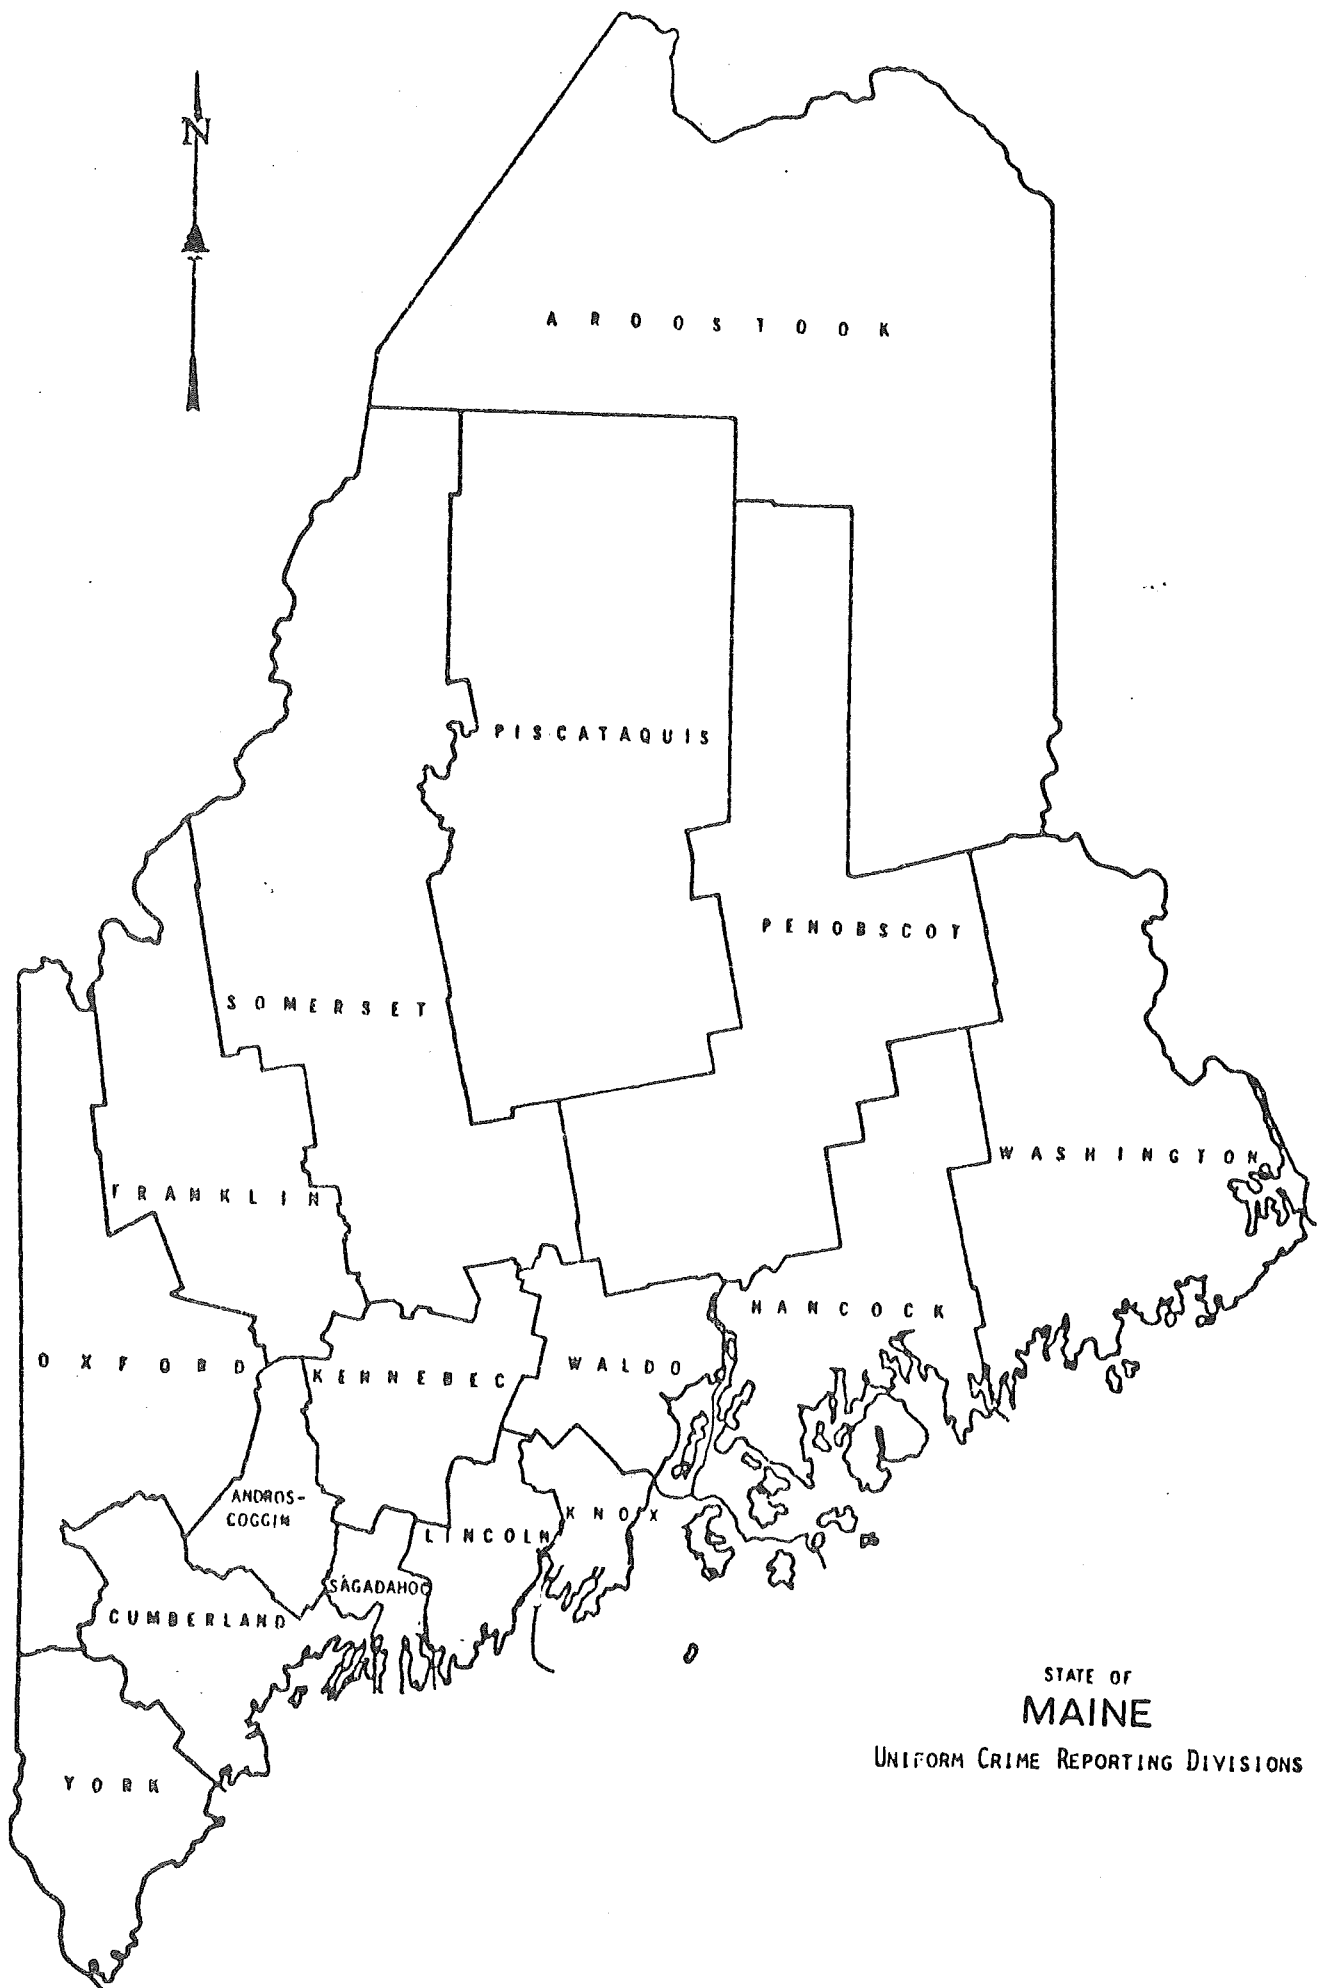 N
AROOSTOOK
PISCATAQUIS
PENOBSCOT
SOMERSET
WASHINGTON
FRANKLIN
HANCOCK
OXFORD
KENNEBEC
WALDO
ANDROS-
COGGIN
KNOX
LINCOLN
SAGADAHOC
CUMBERLAND
STATE OF
MAINE
UNIFORM CRIME REPORTING DIVISIONS
YORK